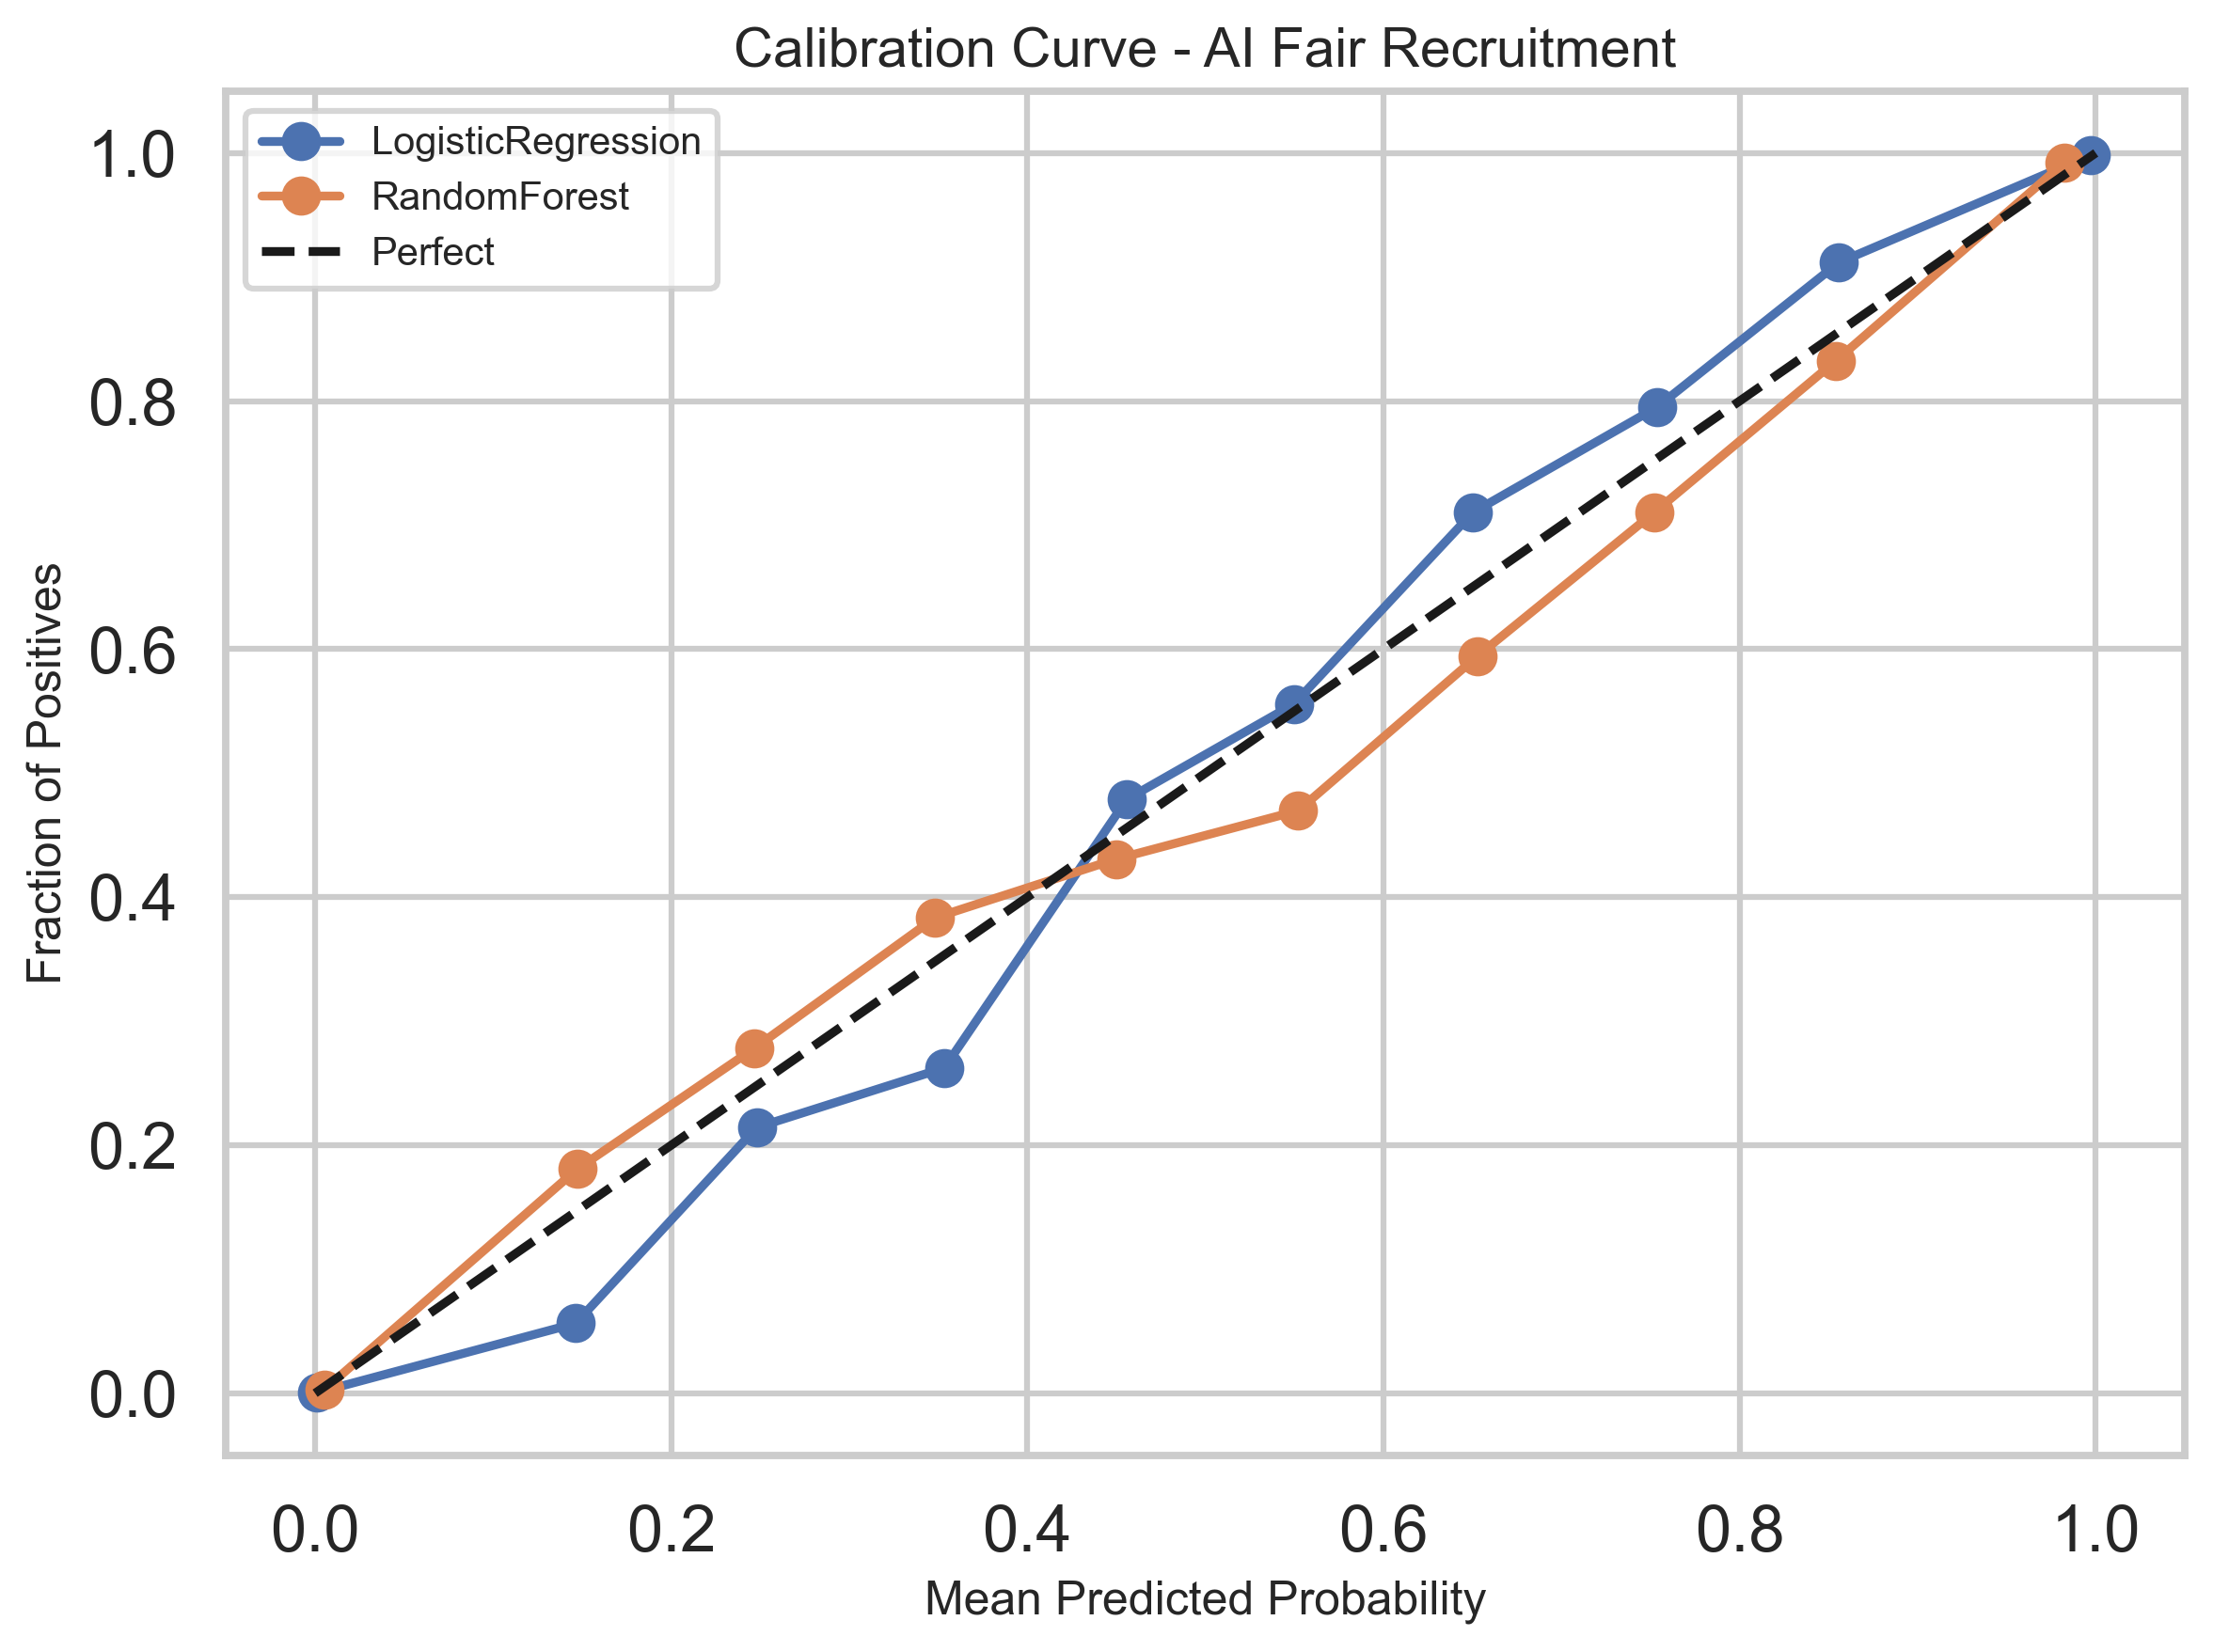 Calibration Curve - AI Fair Recruitment
LogisticRegression
RandomForest
Perfect
1.0
0.8
0.6
0.4
0.2
0.0
Fraction of Positives
0.0 0.2 0.4 0.6 0.8 1.0
Mean Predicted Probability